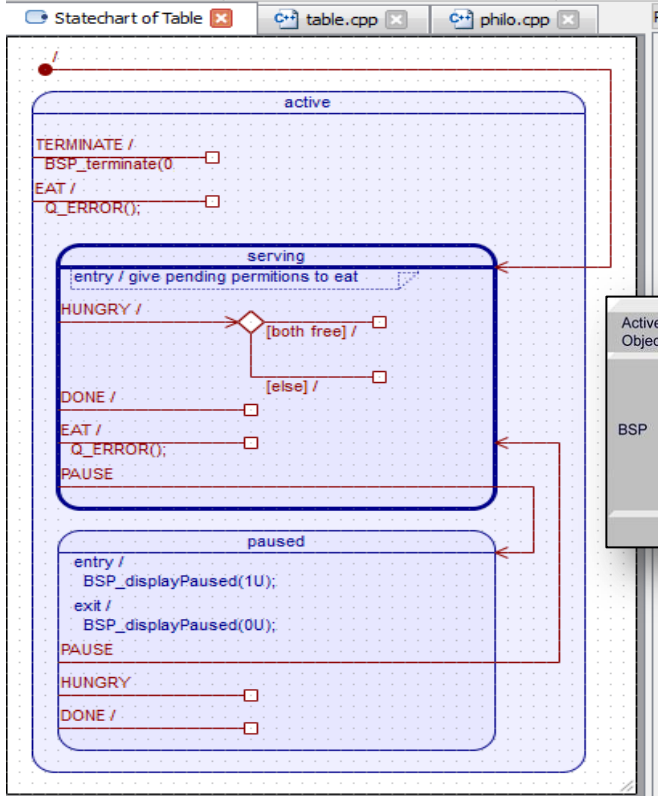 Statechart of Table
table.cpp
philo.cpp
/
active
TERMINATE /
BSP_terminate(0
EAT /
Q_ERROR();
serving
entry / give pending permitions to eat
HUNGRY /
[both free] /
[else] /
DONE /
EAT /
Q_ERROR();
PAUSE
paused
entry /
BSP_displayPaused(1U);
exit /
BSP_displayPaused(0U);
PAUSE
HUNGRY
DONE /
Active
BSP